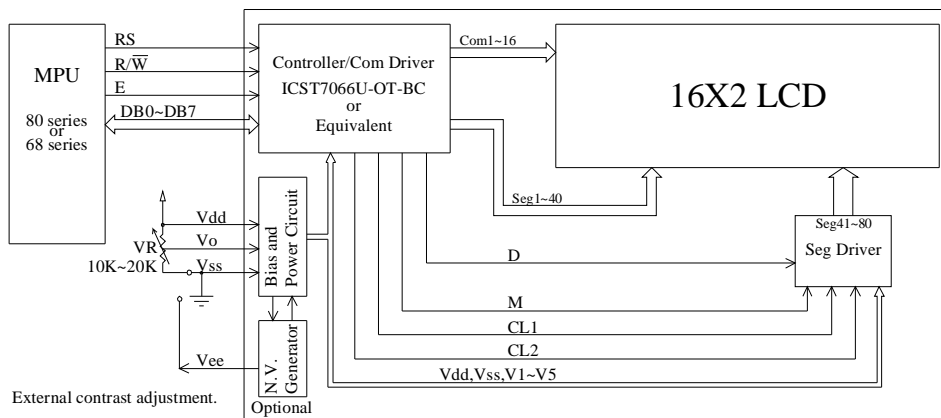 MPU
80 series
or
68 series
RS
R/W̅
E
DB0~DB7
Controller/Com Driver
ICST7066U-OT-BC
or
Equivalent
Com1~16
16X2 LCD
Seg1~40
Seg41~80
Seg Driver
Vdd
Vo
VR
10K~20K
Vss
Bias and
Power Circuit
D
M
CL1
CL2
Vdd,Vss,V1~V5
Vee
N.V.
Generator
Optional
External contrast adjustment.